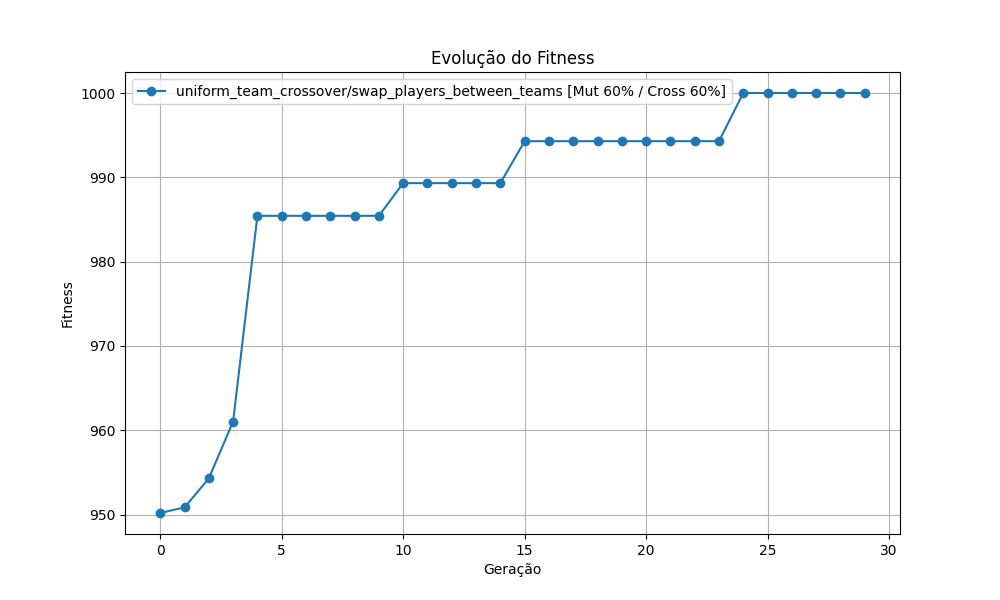 Evolução do Fitness
uniform_team_crossover/swap_players_between_teams [Mut 60% / Cross 60%]
Fitness
1000
990
980
970
960
950
0 5 10 15 20 25 30
Geração